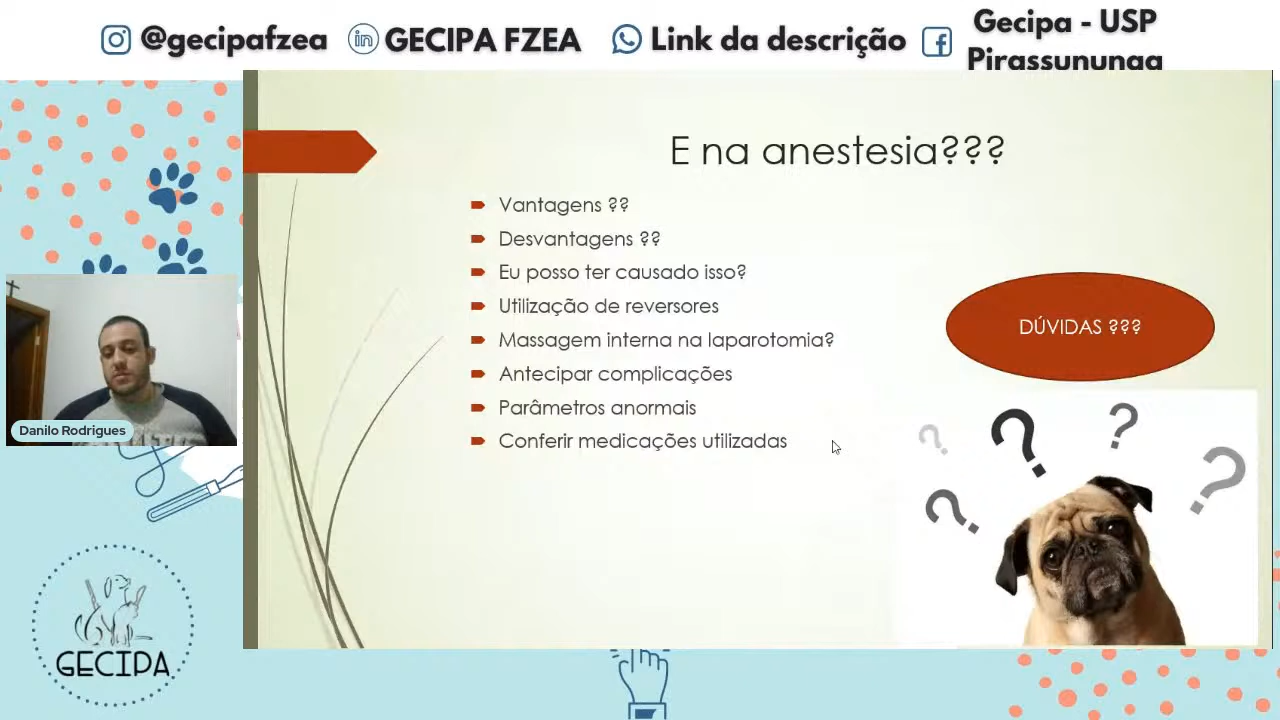 @gecipafzea
GECIPA FZEA
Link da descrição
Gecipa - USP
Pirassununga
E na anestesia???
Vantagens ??
Desvantagens ??
Eu posso ter causado isso?
Utilização de reversores
Massagem interna na laparotomia?
Antecipar complicações
Parâmetros anormais
Conferir medicações utilizadas
DÚVIDAS ???
Danilo Rodrigues
GECIPA